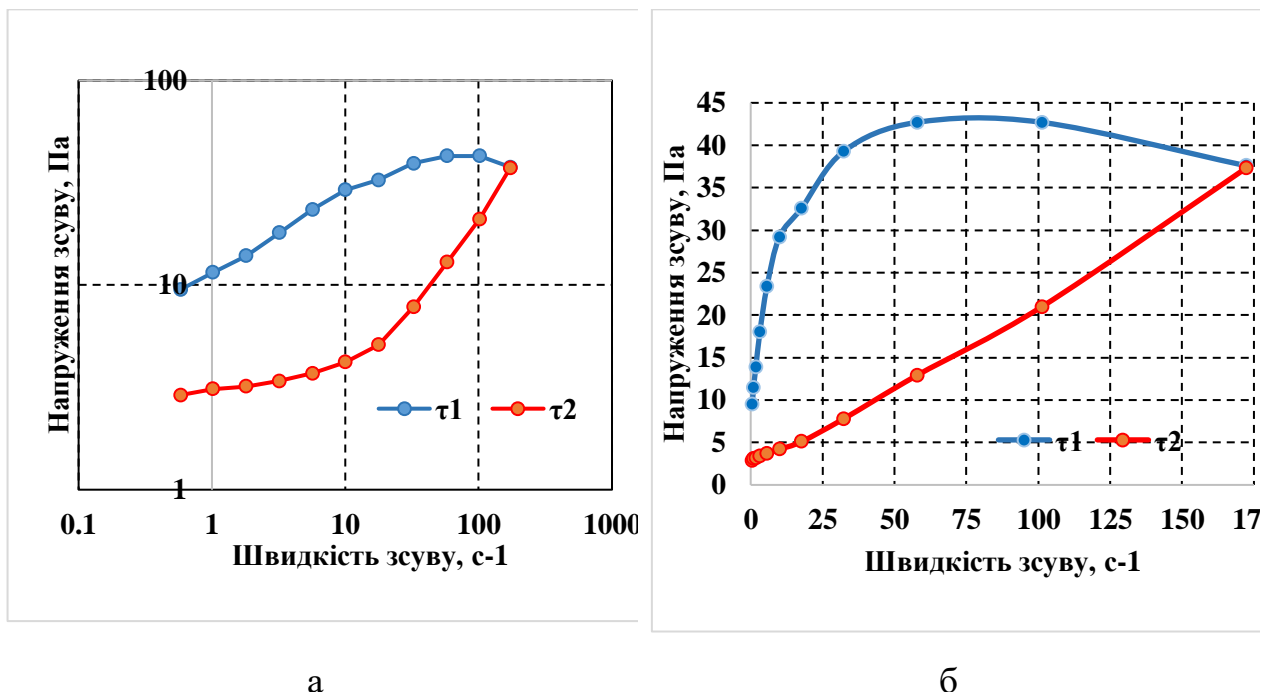 100
10
1
0.1 1 10 100 1000
Напруження зсуву, Па
Швидкість зсуву, с-1
τ1 τ2
а
45
40
35
30
25
20
15
10
5
0
0 25 50 75 100 125 150 17
Напруження зсуву, Па
Швидкість зсуву, с-1
τ1 τ2
б